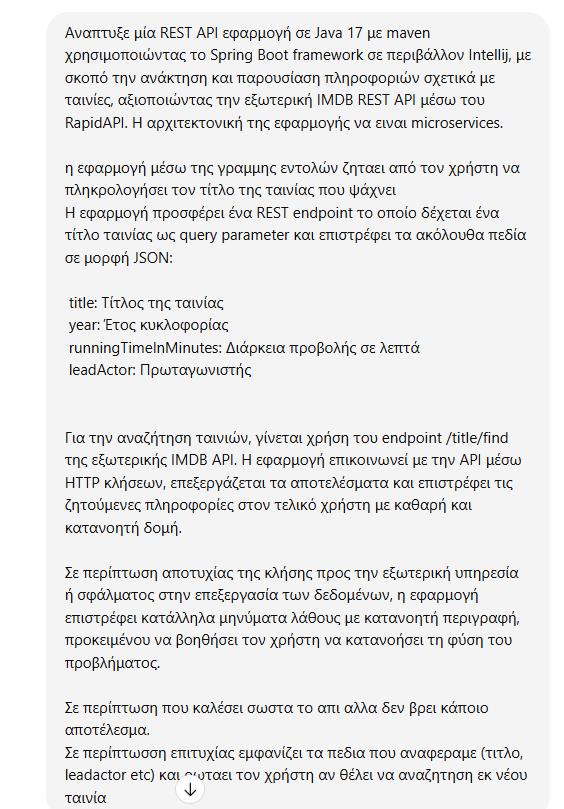 Αναπτυξε μία REST API εφαρμογή σε Java 17 με maven
χρησιμοποιώντας το Spring Boot framework σε περιβάλλον Intellij, με
σκοπό την ανάκτηση και παρουσίαση πληροφοριών σχετικά με
ταινίες, αξιοποιώντας την εξωτερική IMDB REST API μέσω του
RapidAPI. Η αρχιτεκτονική της εφαρμογής να ειναι microservices.
η εφαρμογή μέσω της γραμμης εντολών ζηταει από τον χρήστη να
πληκρολογήσει τον τίτλο της ταινίας που ψάχνει
Η εφαρμογή προσφέρει ένα REST endpoint το οποίο δέχεται ένα
τίτλο ταινίας ως query parameter και επιστρέφει τα ακόλουθα πεδία
σε μορφή JSON:
title: Τίτλος της ταινίας
year: Έτος κυκλοφορίας
runningTimeInMinutes: Διάρκεια προβολής σε λεπτά
leadActor: Πρωταγωνιστής
Για την αναζήτηση ταινιών, γίνεται χρήση του endpoint /title/find
της εξωτερικής IMDB API. Η εφαρμογή επικοινωνεί με την API μέσω
HTTP κλήσεων, επεξεργάζεται τα αποτελέσματα και επιστρέφει τις
ζητούμενες πληροφορίες στον τελικό χρήστη με καθαρή και
κατανοητή δομή.
Σε περίπτωση αποτυχίας της κλήσης προς την εξωτερική υπηρεσία
ή σφάλματος στην επεξεργασία των δεδομένων, η εφαρμογή
επιστρέφει κατάλληλα μηνύματα λάθους με κατανοητή περιγραφή,
προκειμένου να βοηθήσει τον χρήστη να κατανοήσει τη φύση του
προβλήματος.
Σε περίπτωση που καλέσει σωστα το απι αλλα δεν βρει κάποιο
αποτέλεσμα.
Σε περίπτωσση επιτυχίας εμφανίζει τα πεδια που αναφεραμε (τιτλο,
leadactor etc) και ρωταει τον χρήστη αν θέλει να αναζητηση εκ νέου
ταινία